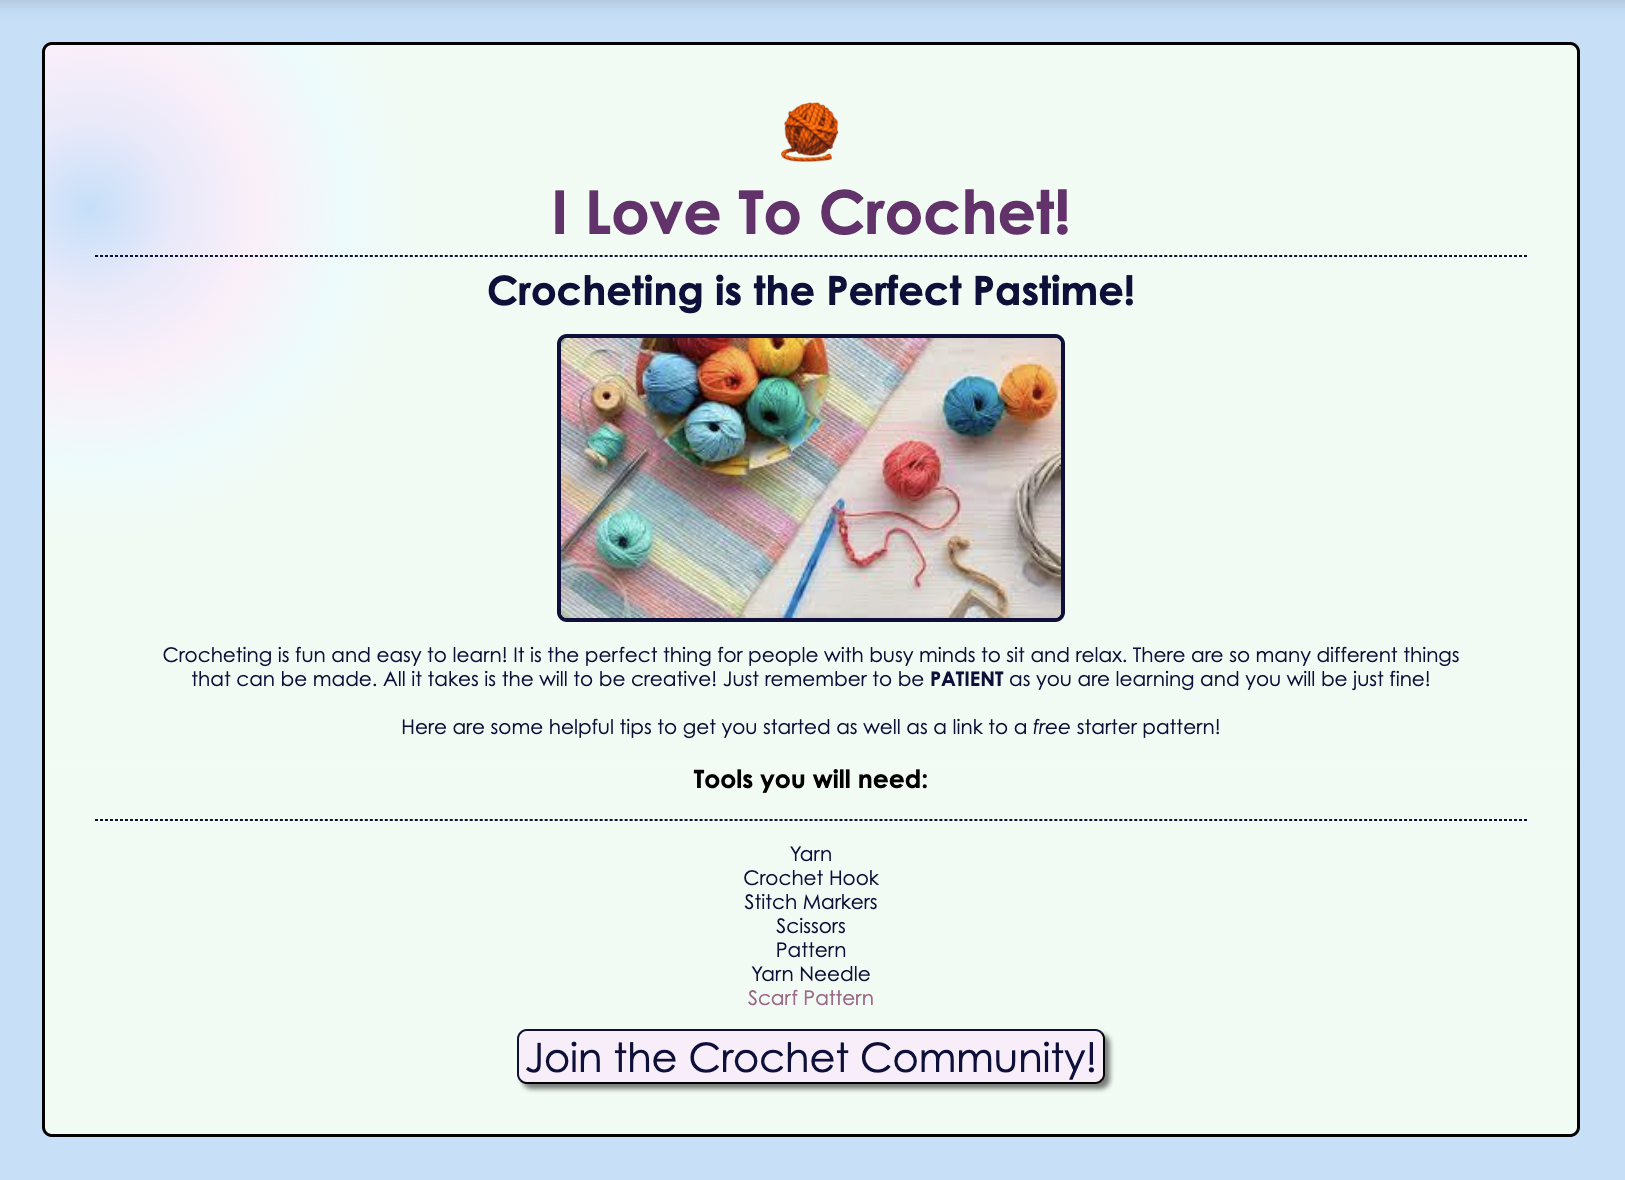 I Love To Crochet!
Crocheting is the Perfect Pastime!
Crocheting is fun and easy to learn! It is the perfect thing for people with busy minds to sit and relax. There are so many different things
that can be made. All it takes is the will to be creative! Just remember to be PATIENT as you are learning and you will be just fine!
Here are some helpful tips to get you started as well as a link to a free starter pattern!
Tools you will need:
Yarn
Crochet Hook
Stitch Markers
Scissors
Pattern
Yarn Needle
Scarf Pattern
Join the Crochet Community!